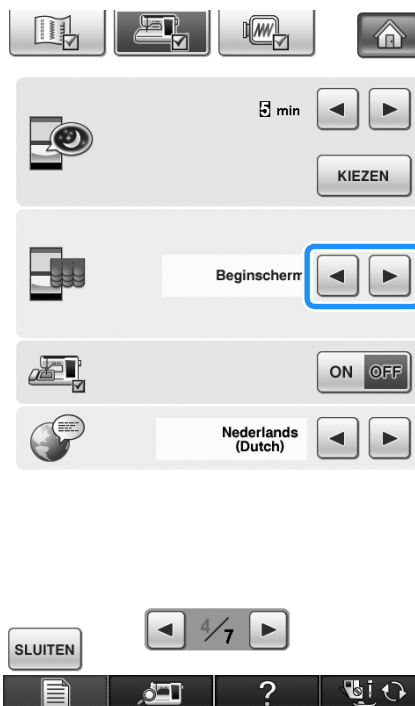 5 min
KIEZEN
Beginscherm
ON OFF
Nederlands
(Dutch)
SLUITEN
4/7
?